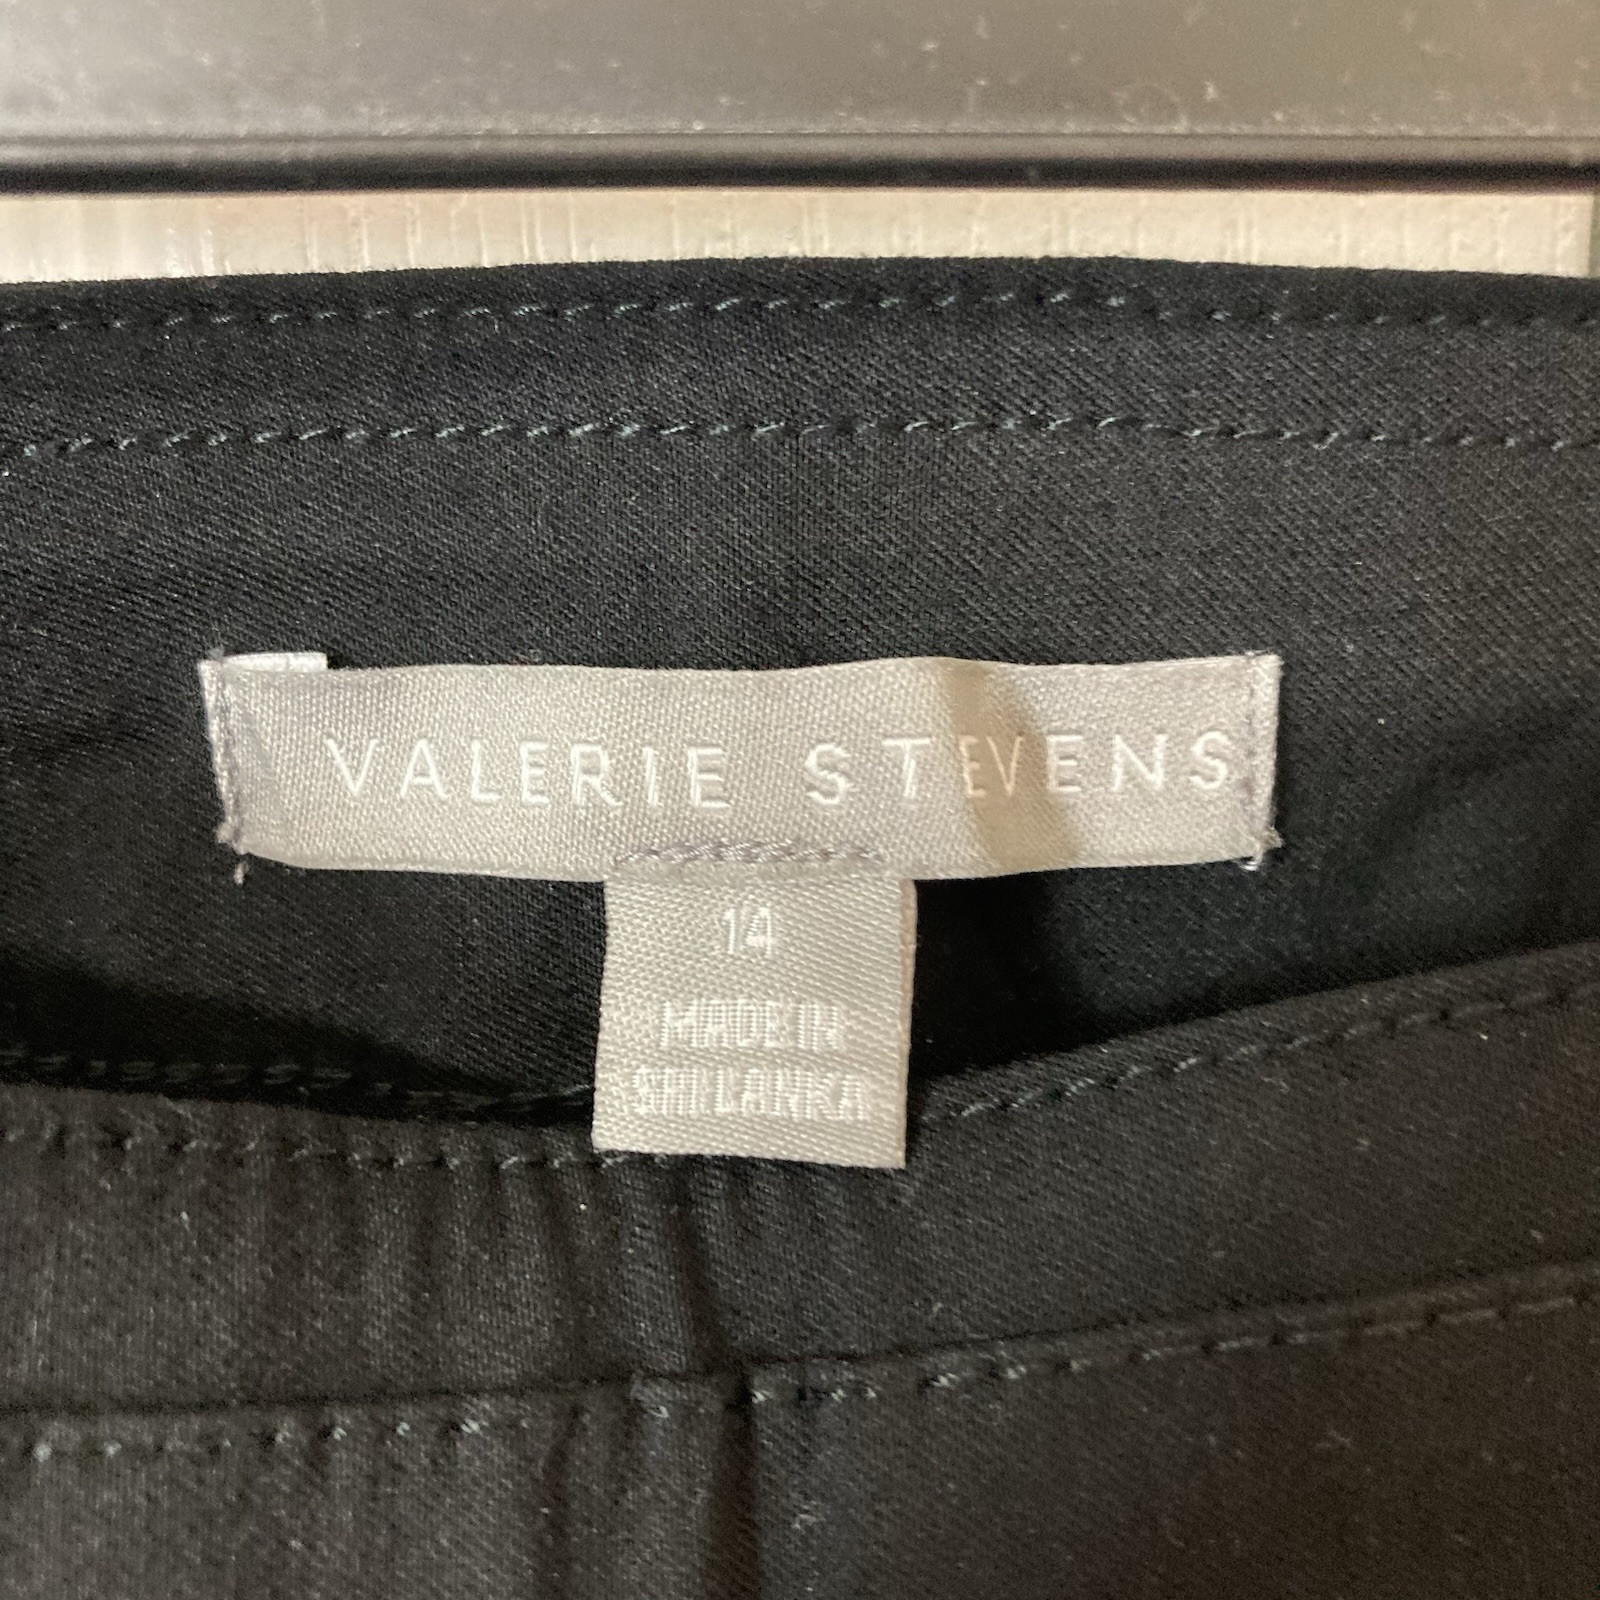 VALERIE STEVENS
14
MADE IN
SRI LANKA